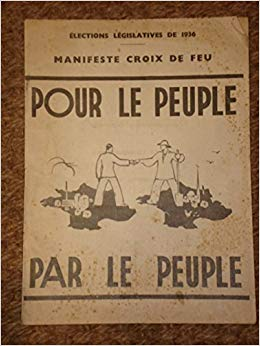 ÉLECTIONS LÉGISLATIVES DE 1936
MANIFESTE CROIX DE FEU
POUR LE PEUPLE
PAR LE PEUPLE